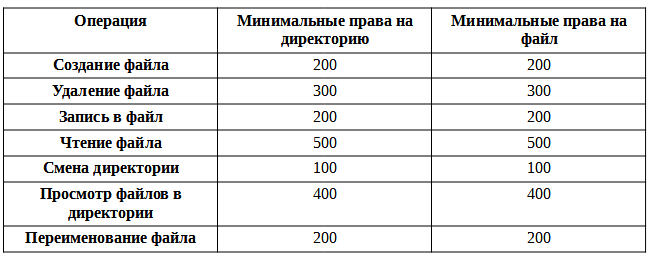 Операция Минимальные права на директорию Минимальные права на файл
Создание файла 200 200
Удаление файла 300 300
Запись в файл 200 200
Чтение файла 500 500
Смена директории 100 100
Просмотр файлов в директории 400 400
Переименование файла 200 200